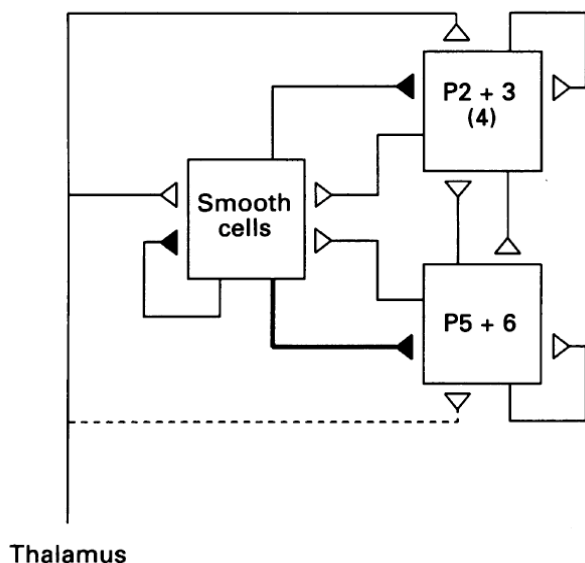 P2 + 3
(4)
Smooth
cells
P5 + 6
Thalamus